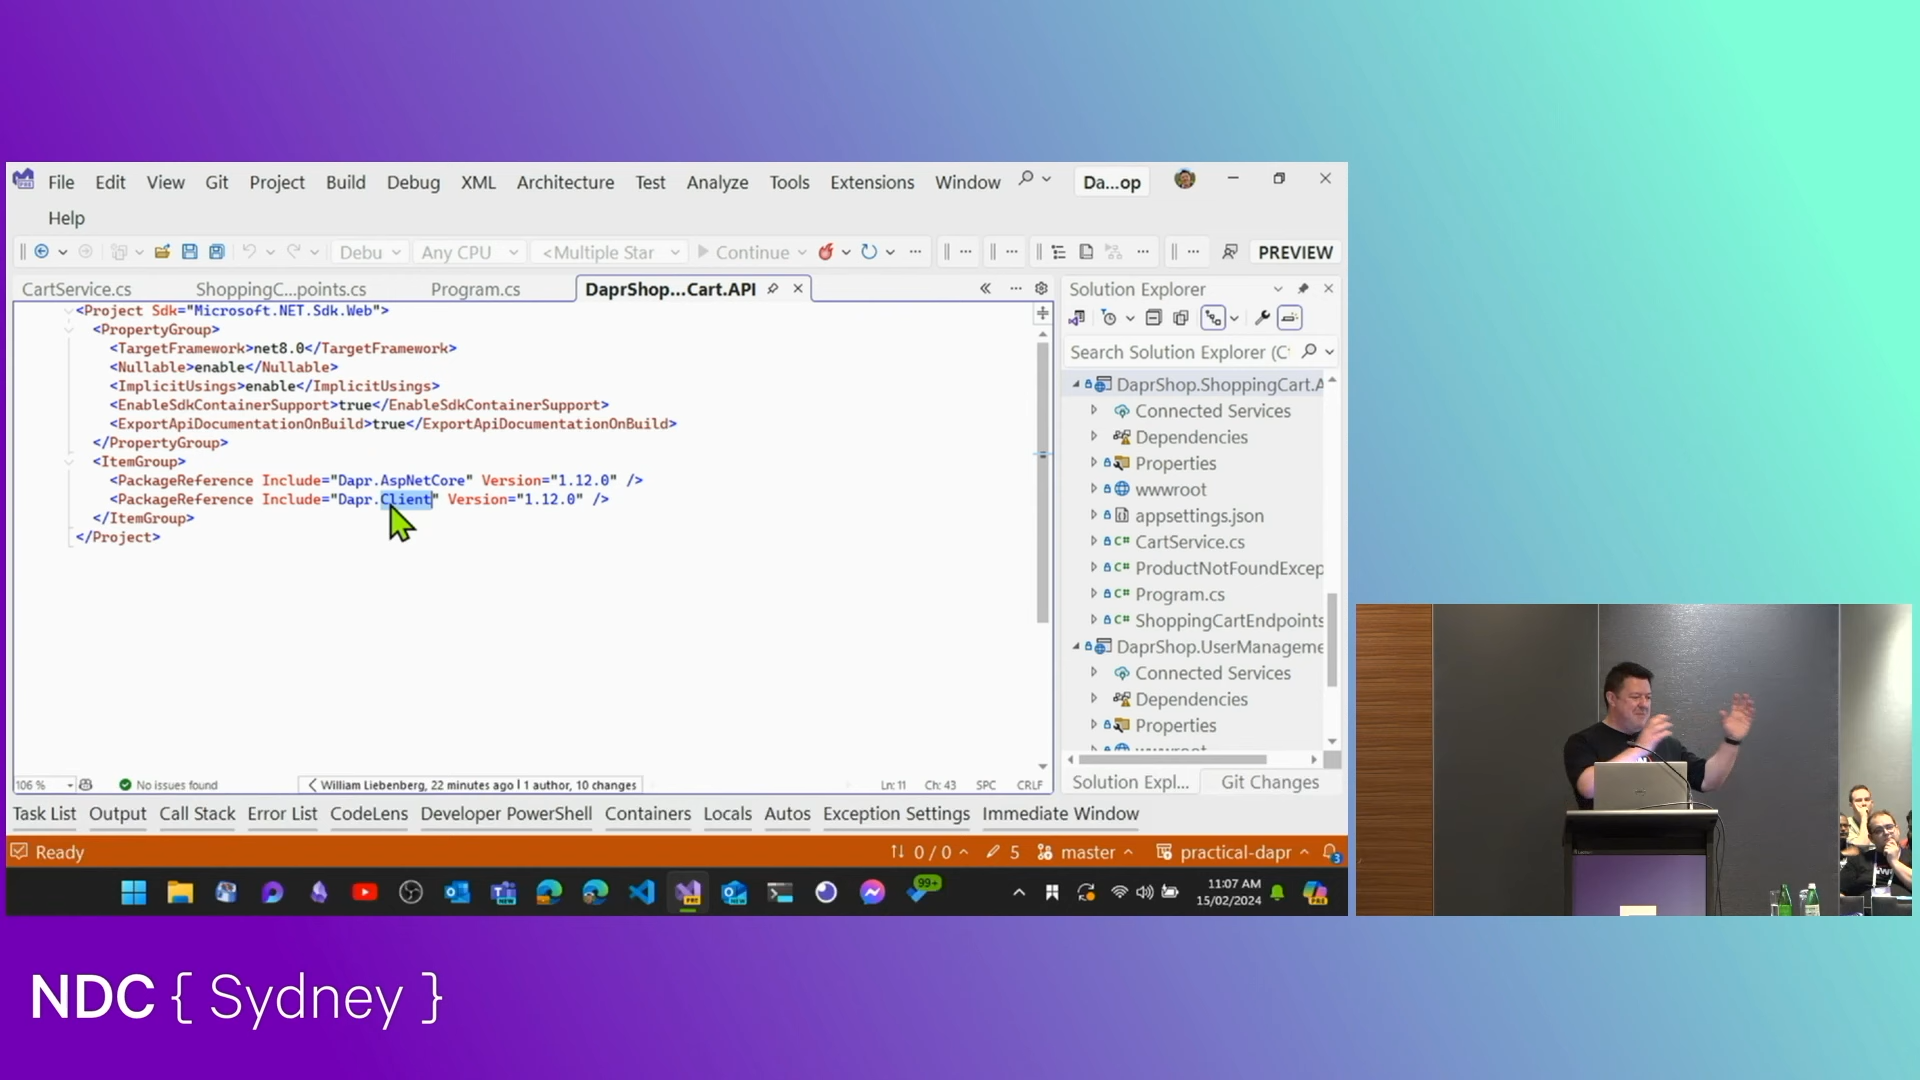 File Edit View Git Project Build Debug XML Architecture Test Analyze Tools Extensions Window Da...op
Help
Debu Any CPU <Multiple Star Continue PREVIEW
CartService.cs ShoppingC...points.cs Program.cs DaprShop...Cart.API
<Project Sdk="Microsoft.NET.Sdk.Web">
<PropertyGroup>
<TargetFramework>net8.0</TargetFramework>
<Nullable>enable</Nullable>
<ImplicitUsings>enable</ImplicitUsings>
<EnableSdkContainerSupport>true</EnableSdkContainerSupport>
<ExportApiDocumentationOnBuild>true</ExportApiDocumentationOnBuild>
</PropertyGroup>
<ItemGroup>
<PackageReference Include="Dapr.AspNetCore" Version="1.12.0" />
<PackageReference Include="Dapr.Client" Version="1.12.0" />
</ItemGroup>
</Project>
106 % No issues found William Liebenberg, 22 minutes ago | 1 author, 10 changes Ln: 11 Ch: 43 SPC CRLF
Solution Explorer
Search Solution Explorer (C
DaprShop.ShoppingCart.A
Connected Services
Dependencies
Properties
wwwroot
appsettings.json
C# CartService.cs
C# ProductNotFoundExcep
C# Program.cs
C# ShoppingCartEndpoints
DaprShop.UserManageme
Connected Services
Dependencies
Properties
Solution Expl... Git Changes
Task List Output Call Stack Error List CodeLens Developer PowerShell Containers Locals Autos Exception Settings Immediate Window
Ready 0 / 0 5 master practical-dapr 3
99+
11:07 AM
15/02/2024
NDC { Sydney }